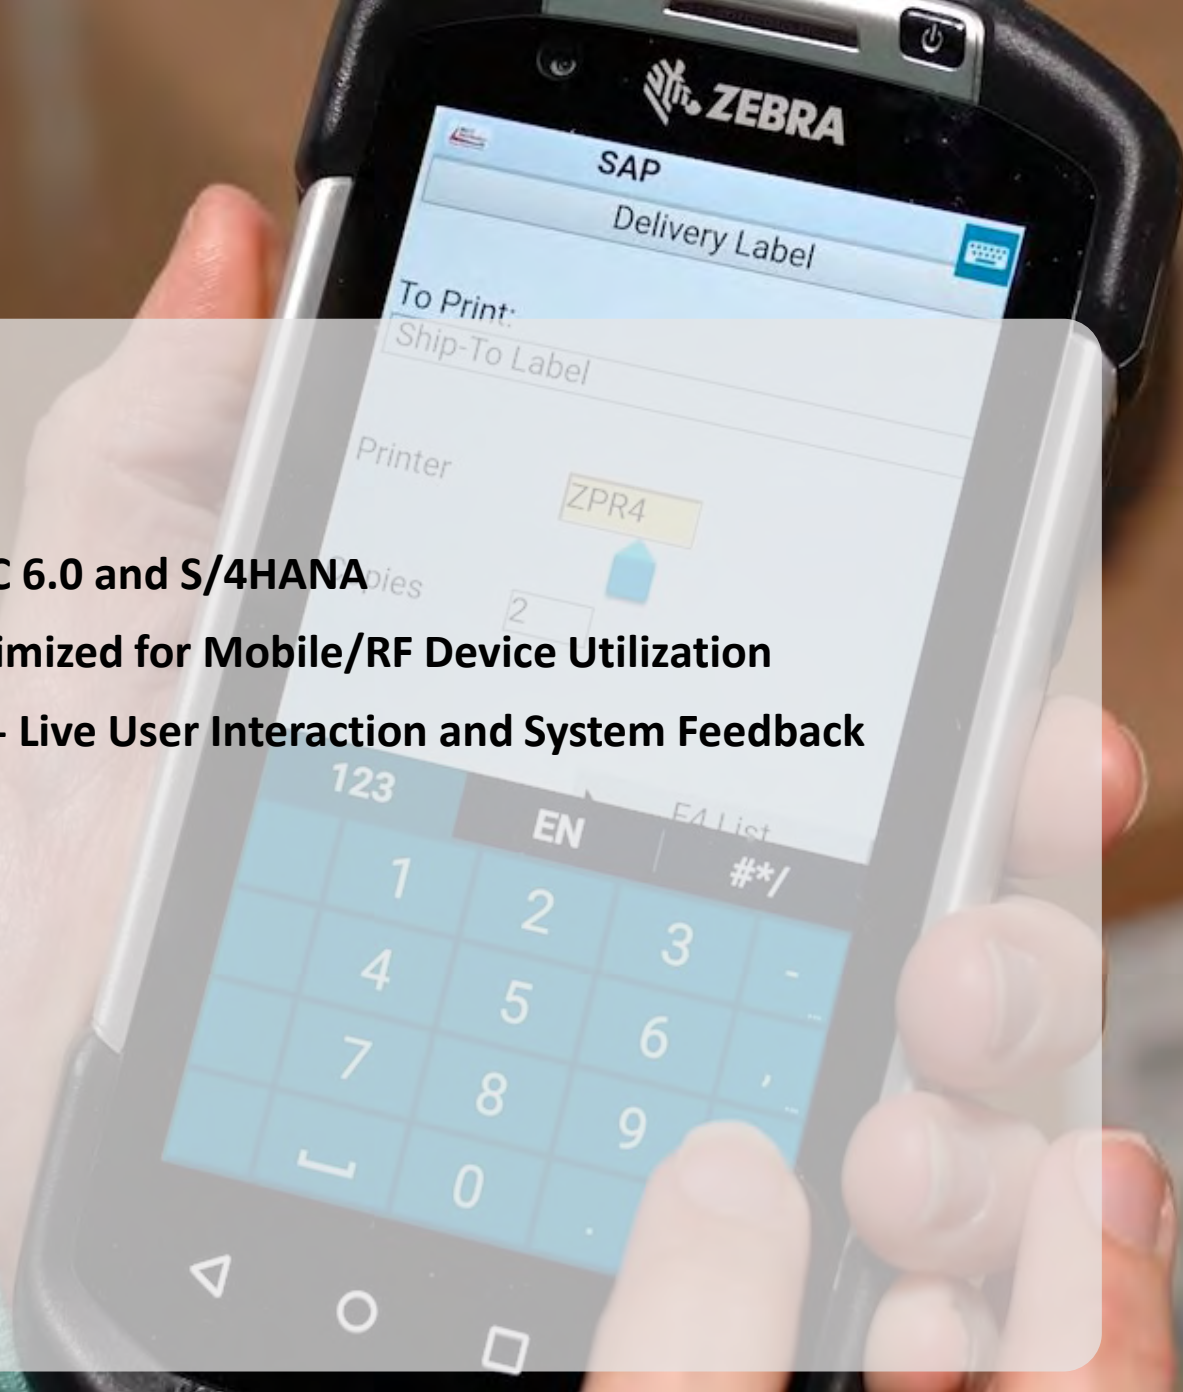 ZEBRA
SAP
Delivery Label
To Print:
Ship-To Label
Printer
ZPR4
C 6.0 and S/4HANA
Copies
2
imized for Mobile/RF Device Utilization
- Live User Interaction and System Feedback
123
EN
F4 List
#*/
1 2 3 -
4 5 6 ,
7 8 9
0 .